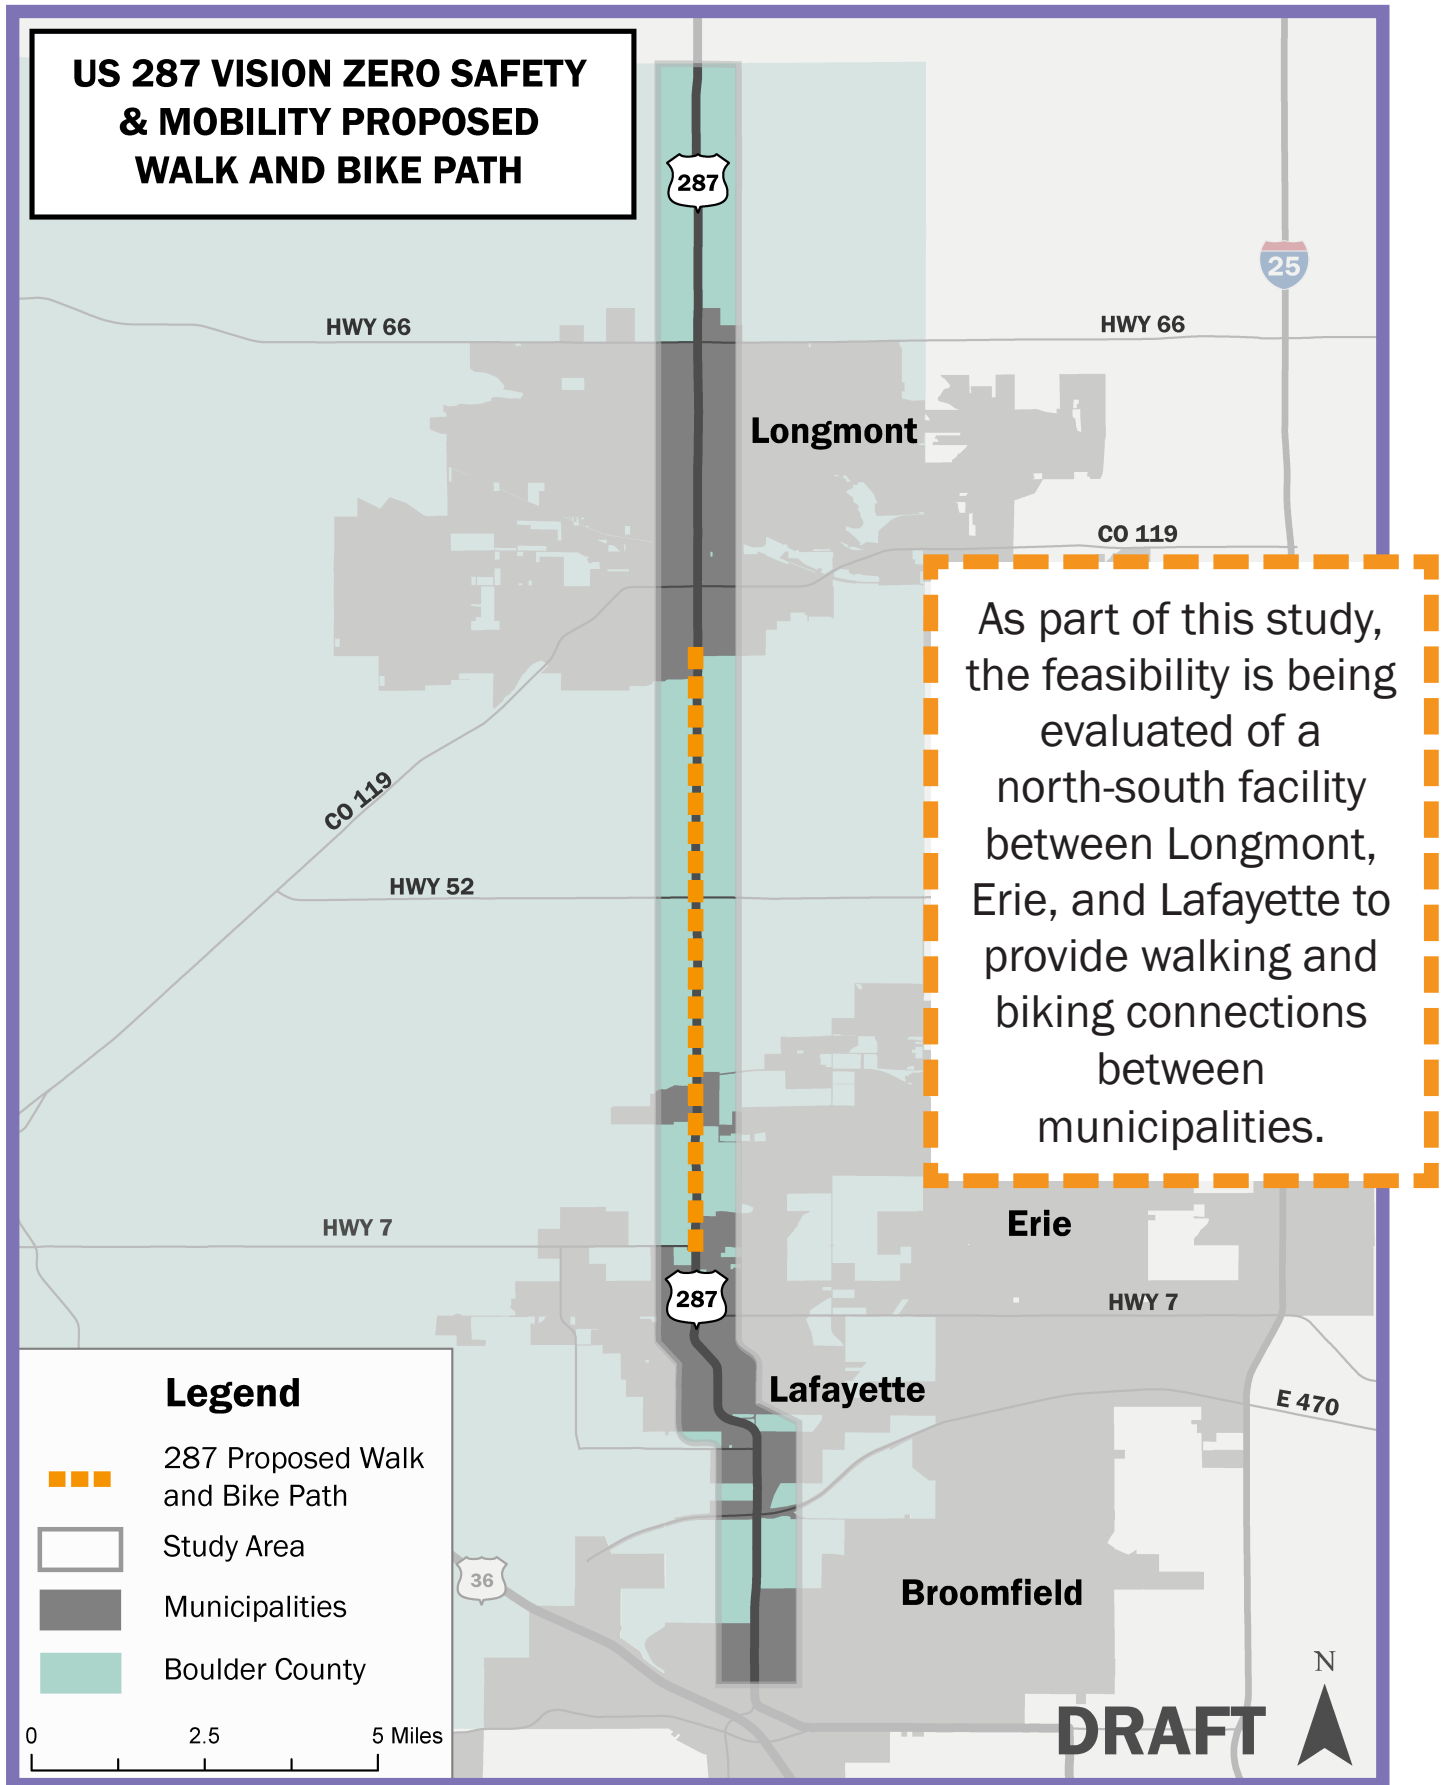 US 287 VISION ZERO SAFETY
& MOBILITY PROPOSED
WALK AND BIKE PATH
287
25
HWY 66
HWY 66
Longmont
CO 119
As part of this study,
the feasibility is being
evaluated of a
north-south facility
between Longmont,
Erie, and Lafayette to
provide walking and
biking connections
between
municipalities.
CO 119
HWY 52
Erie
HWY 7
287
HWY 7
Lafayette
E 470
Legend
287 Proposed Walk
and Bike Path
Study Area
Municipalities
Boulder County
0 2.5 5 Miles
36
Broomfield
N
DRAFT